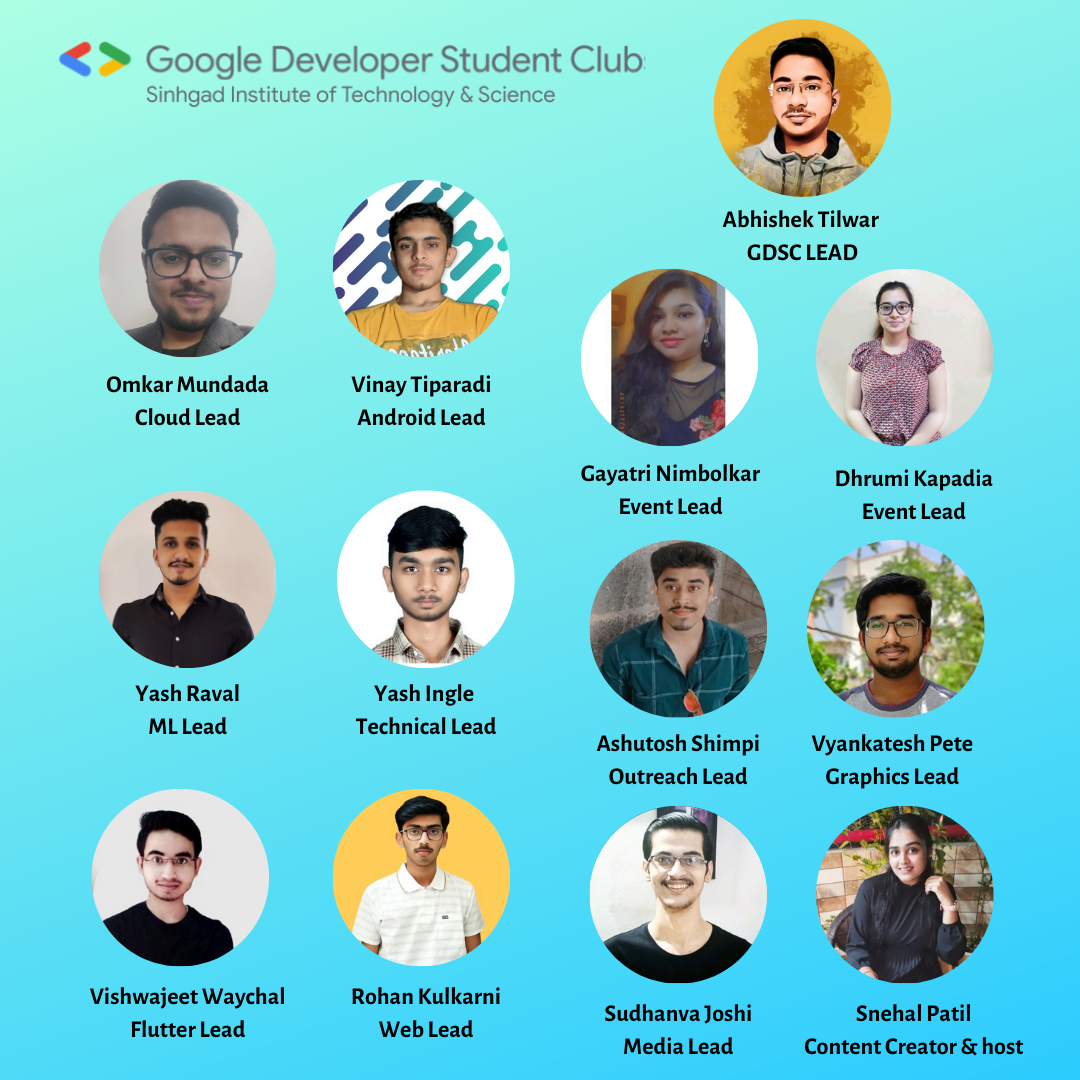 Google Developer Student Club
Sinhgad Institute of Technology & Science
Abhishek Tilwar
GDSC LEAD
Omkar Mundada
Cloud Lead
Vinay Tiparadi
Android Lead
Gayatri Nimbolkar
Event Lead
Dhrumi Kapadia
Event Lead
Yash Raval
ML Lead
Yash Ingle
Technical Lead
Ashutosh Shimpi
Outreach Lead
Vyankatesh Pete
Graphics Lead
Vishwajeet Waychal
Flutter Lead
Rohan Kulkarni
Web Lead
Sudhanva Joshi
Media Lead
Snehal Patil
Content Creator & host